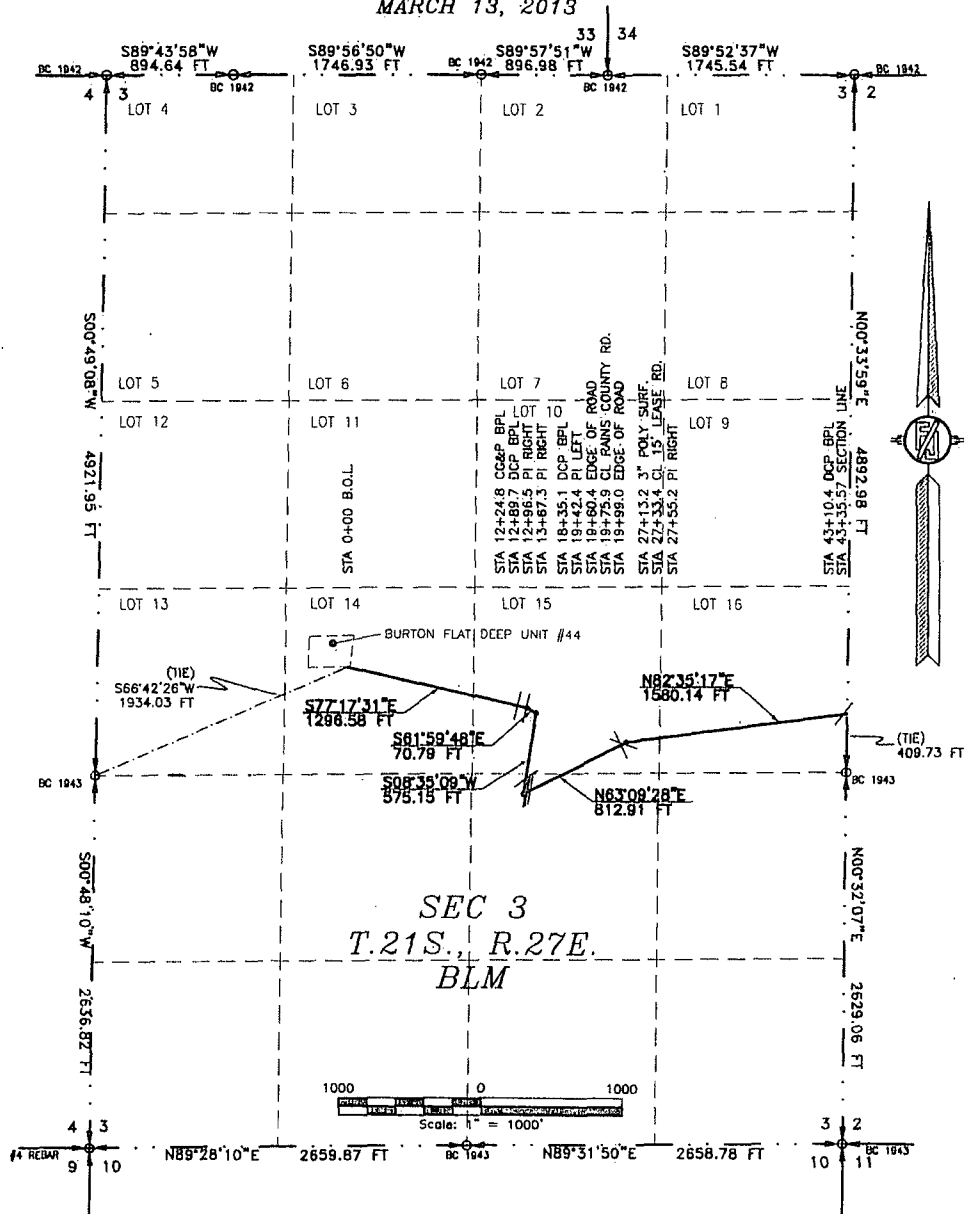 MARCH 13, 2013
33 34
S89°43'58"W
894.64 FT
S89°56'50"W
1746.93 FT
S89°57'51"W
896.98 FT
S89°52'37"W
1745.54 FT
BC 1942
BC 1942
BC 1942
BC 1942
BC 1942
4 3
3 2
LOT 4
LOT 3
LOT 2
LOT 1
S00°49'08"W 4921.95 FT
N00°33'59"E 4892.98 FT
LOT 5
LOT 6
LOT 7
LOT 8
LOT 12
LOT 11
LOT 10
LOT 9
STA 0+00 B.O.L.
STA 12+24.8 CG&P BPL
STA 12+89.7 DCP BPL
STA 12+96.5 PI RIGHT
STA 13+67.3 PI RIGHT
STA 18+35.1 DCP BPL
STA 19+42.4 PI LEFT
STA 19+60.4 EDGE OF ROAD
STA 19+75.9 CL RAINS COUNTY RD.
STA 19+99.0 EDGE OF ROAD
STA 27+13.2 3" POLY SURF.
STA 27+33.4 CL 15' LEASE RD.
STA 27+55.2 PI RIGHT
STA 43+10.4 DCP BPL
STA 43+35.57 SECTION LINE
LOT 13
LOT 14
LOT 15
LOT 16
BURTON FLAT DEEP UNIT #44
(TIE)
S66°42'26"W
1934.03 FT
S77°17'31"E
1296.58 FT
S61°59'48"E
70.79 FT
S08°35'09"W
575.15 FT
N63°09'28"E
812.91 FT
N82°35'17"E
1580.14 FT
(TIE)
409.73 FT
BC 1943
BC 1943
S00°48'10"W 2636.82 FT
N00°32'07"E 2629.06 FT
SEC 3
T.21S., R.27E.
BLM
1000 0 1000
Scale: 1" = 1000'
4 3
9 10
#4 REBAR
N89°28'10"E 2659.87 FT
BC 1943
N89°31'50"E 2658.78 FT
3 2
10 11
BC 1943